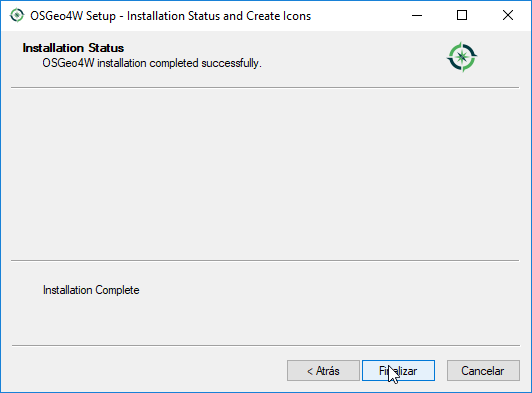 OSGeo4W Setup - Installation Status and Create Icons
Installation Status
OSGeo4W installation completed successfully.
Installation Complete
< Atrás Finalizar Cancelar